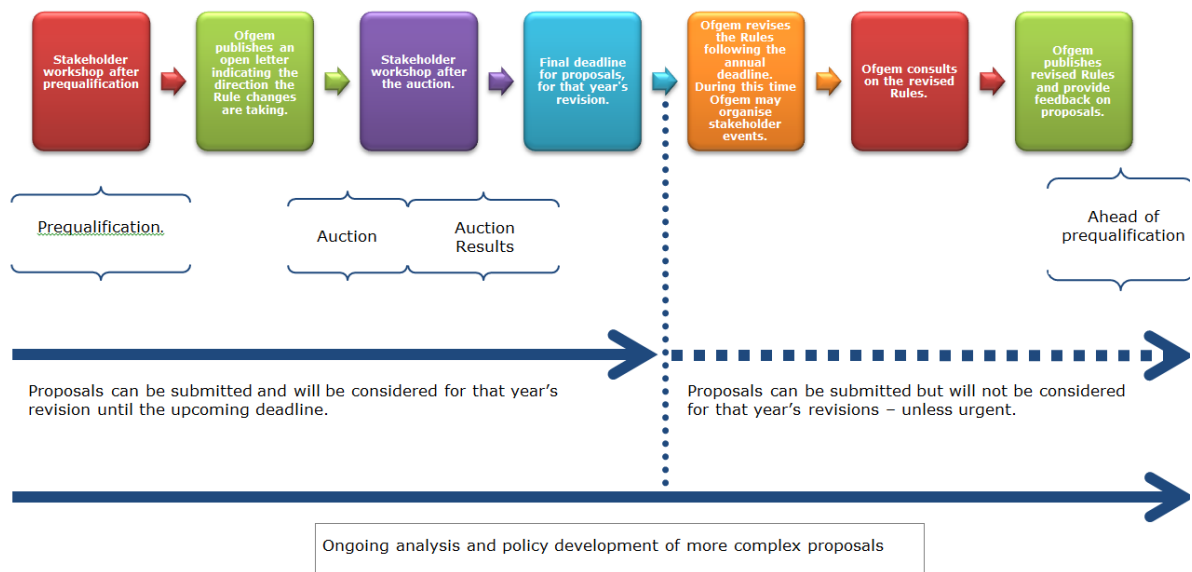 Stakeholder
workshop after
prequalification
Ofgem
publishes an
open letter
indicating the
direction the
Rule changes
are taking.
Stakeholder
workshop after
the auction.
Final deadline
for proposals,
for that year's
revision.
Ofgem revises
the Rules
following the
annual
deadline.
During this time
Ofgem may
organise
stakeholder
events.
Ofgem consults
on the revised
Rules.
Ofgem
publishes
revised Rules
and provide
feedback on
proposals.
Prequalification.
Auction
Auction
Results
Ahead of
prequalification
Proposals can be submitted and will be considered for that year's
revision until the upcoming deadline.
Proposals can be submitted but will not be considered
for that year's revisions – unless urgent.
Ongoing analysis and policy development of more complex proposals